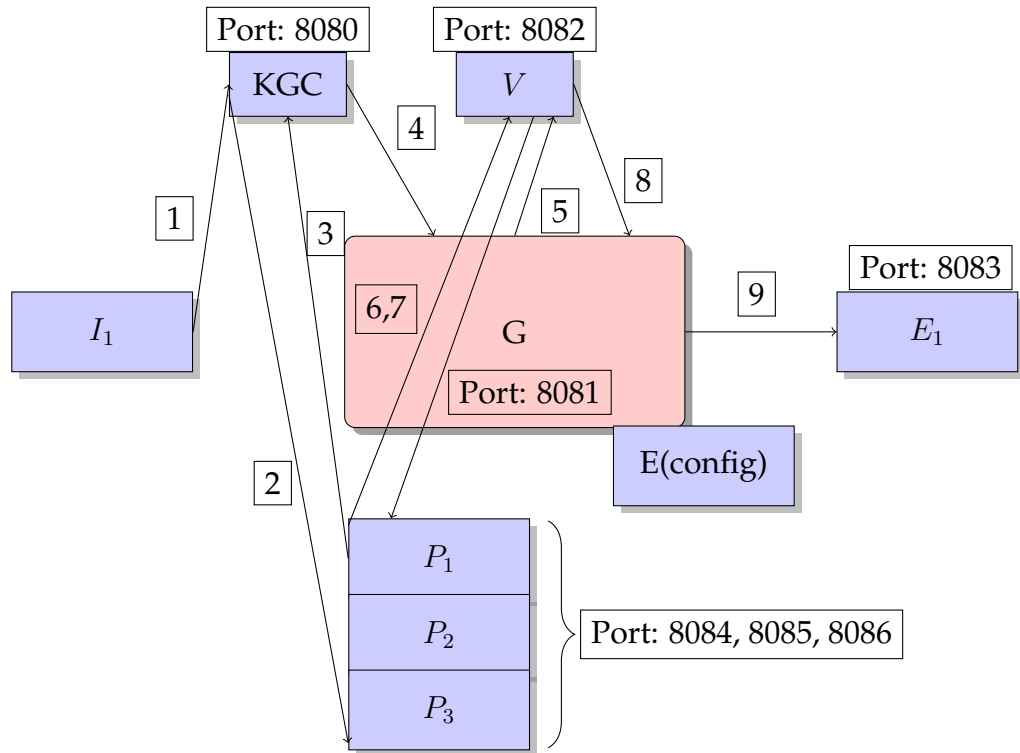 Port: 8080
Port: 8082
KGC
V
4
8
1
3
5
Port: 8083
6,7
9
I₁
G
E₁
Port: 8081
E(config)
2
P₁
P₂
Port: 8084, 8085, 8086
P₃